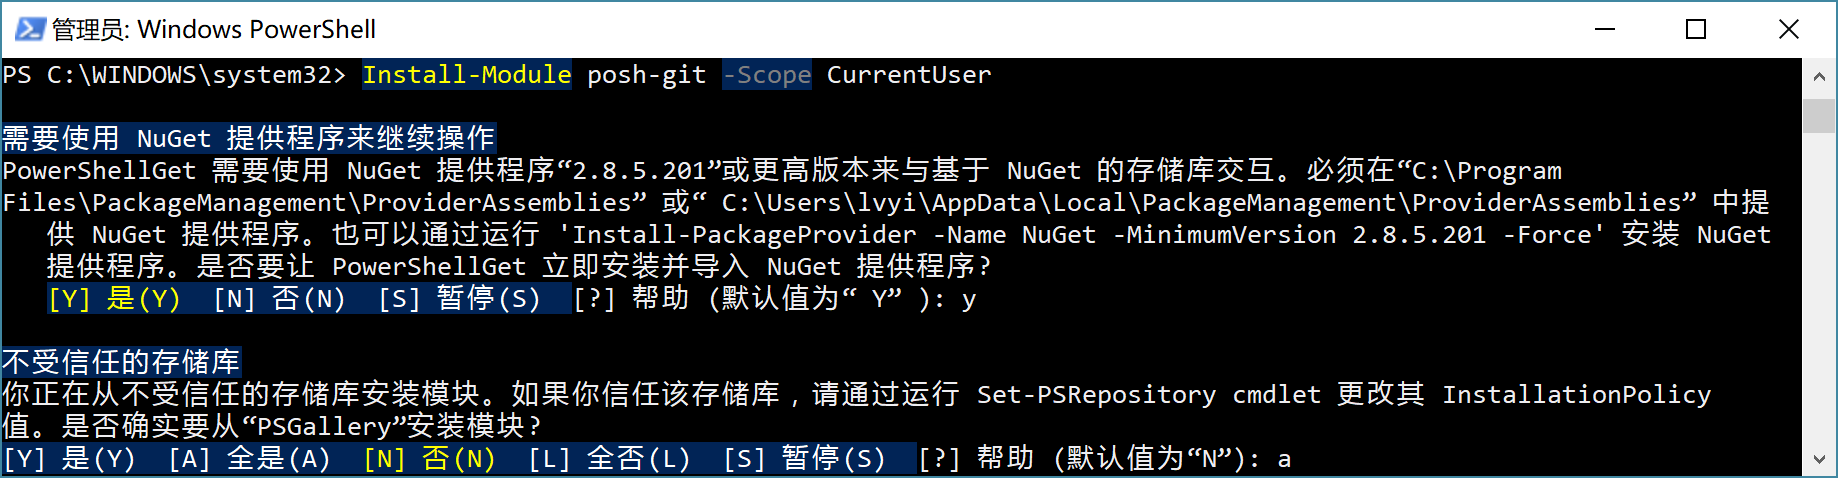 管理员: Windows PowerShell
PS C:\WINDOWS\system32> Install-Module posh-git -Scope CurrentUser
需要使用 NuGet 提供程序来继续操作
PowerShellGet 需要使用 NuGet 提供程序“2.8.5.201”或更高版本来与基于 NuGet 的存储库交互。必须在“C:\Program
Files\PackageManagement\ProviderAssemblies” 或“ C:\Users\lvyi\AppData\Local\PackageManagement\ProviderAssemblies” 中提
供 NuGet 提供程序。也可以通过运行 'Install-PackageProvider -Name NuGet -MinimumVersion 2.8.5.201 -Force' 安装 NuGet
提供程序。是否要让 PowerShellGet 立即安装并导入 NuGet 提供程序?
[Y] 是(Y)  [N] 否(N)  [S] 暂停(S)  [?] 帮助 (默认值为“ Y” ): y
不受信任的存储库
你正在从不受信任的存储库安装模块。如果你信任该存储库，请通过运行 Set-PSRepository cmdlet 更改其 InstallationPolicy
值。是否确实要从“PSGallery”安装模块?
[Y] 是(Y)  [A] 全是(A)  [N] 否(N)  [L] 全否(L)  [S] 暂停(S)  [?] 帮助 (默认值为“N”): a